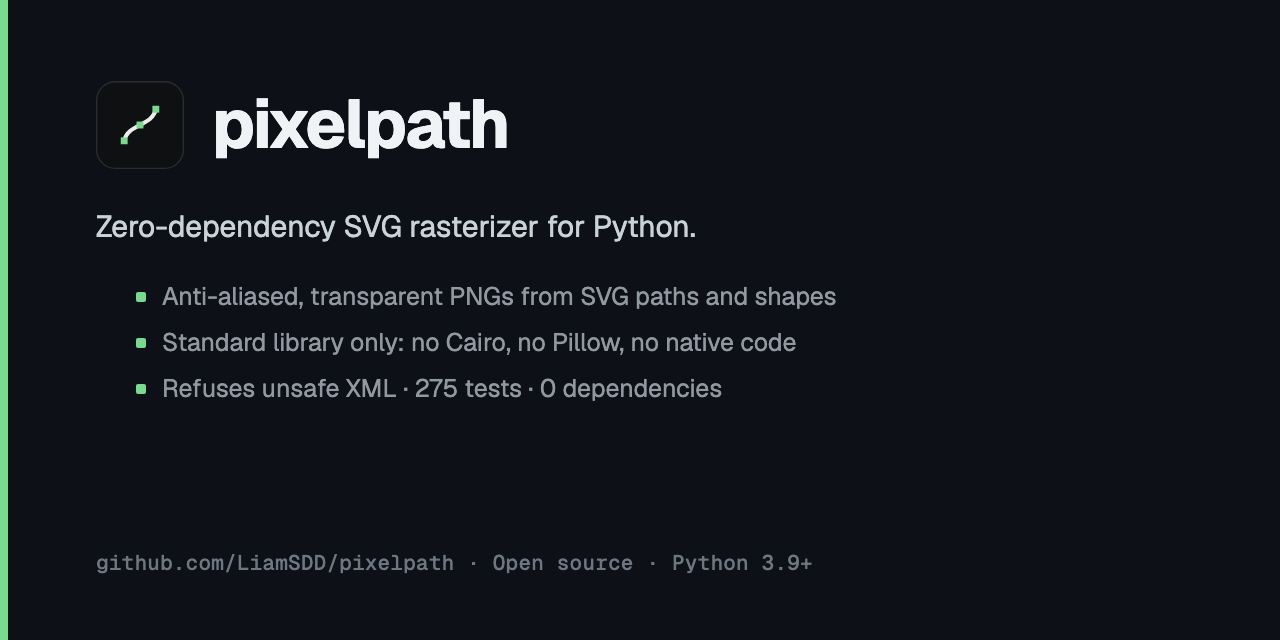 pixelpath
Zero-dependency SVG rasterizer for Python.
Anti-aliased, transparent PNGs from SVG paths and shapes
Standard library only: no Cairo, no Pillow, no native code
Refuses unsafe XML · 275 tests · 0 dependencies
github.com/LiamSDD/pixelpath · Open source · Python 3.9+